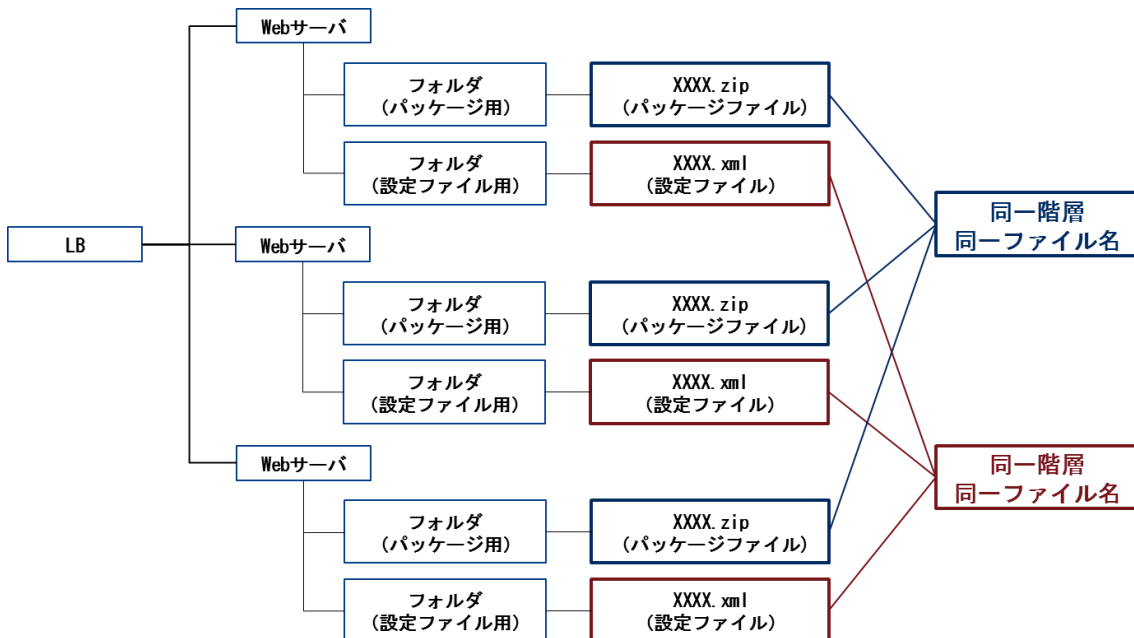 Webサーバ
フォルダ
(パッケージ用)
XXXX.zip
(パッケージファイル)
フォルダ
(設定ファイル用)
XXXX.xml
(設定ファイル)
同一階層
同一ファイル名
LB
Webサーバ
フォルダ
(パッケージ用)
XXXX.zip
(パッケージファイル)
フォルダ
(設定ファイル用)
XXXX.xml
(設定ファイル)
同一階層
同一ファイル名
Webサーバ
フォルダ
(パッケージ用)
XXXX.zip
(パッケージファイル)
フォルダ
(設定ファイル用)
XXXX.xml
(設定ファイル)